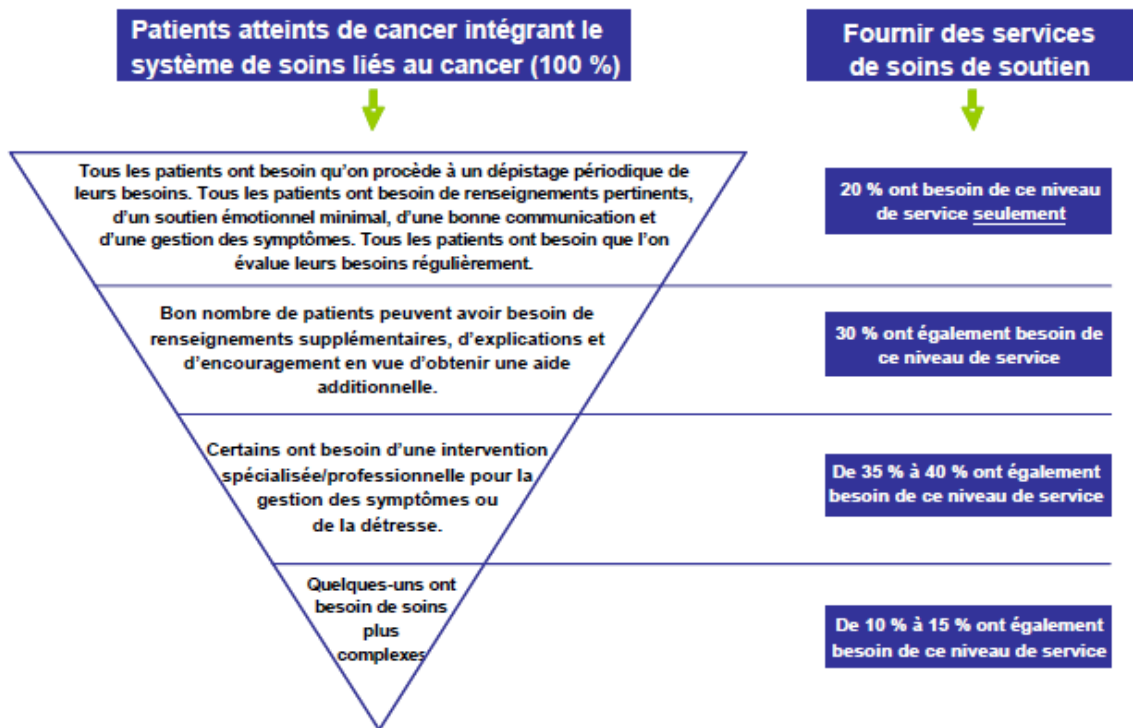 Patients atteints de cancer intégrant le
système de soins liés au cancer (100 %)
Fournir des services
de soins de soutien
Tous les patients ont besoin qu'on procède à un dépistage périodique de
leurs besoins. Tous les patients ont besoin de renseignements pertinents,
d'un soutien émotionnel minimal, d'une bonne communication et
d'une gestion des symptômes. Tous les patients ont besoin que l'on
évalue leurs besoins régulièrement.
20 % ont besoin de ce niveau
de service seulement
Bon nombre de patients peuvent avoir besoin de
renseignements supplémentaires, d'explications et
d'encouragement en vue d'obtenir une aide
additionnelle.
30 % ont également besoin de
ce niveau de service
Certains ont besoin d'une intervention
spécialisée/professionnelle pour la
gestion des symptômes ou
de la détresse.
De 35 % à 40 % ont également
besoin de ce niveau de service
Quelques-uns ont
besoin de soins
plus
complexes
De 10 % à 15 % ont également
besoin de ce niveau de service